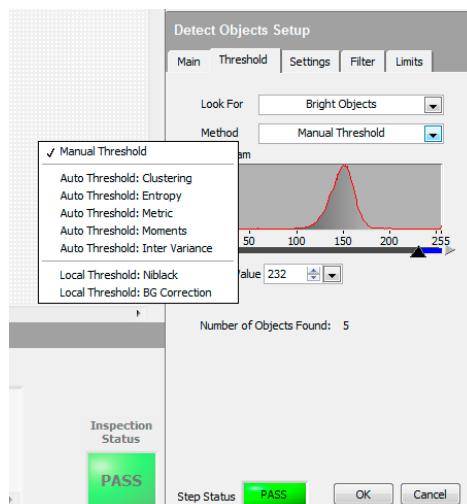 Detect Objects Setup
Main Threshold Settings Filter Limits
Look For Bright Objects
Method Manual Threshold
✓ Manual Threshold
Auto Threshold: Clustering
Auto Threshold: Entropy
Auto Threshold: Metric
Auto Threshold: Moments
Auto Threshold: Inter Variance
Local Threshold: Niblack
Local Threshold: BG Correction
50 100 150 200 255
232
Number of Objects Found: 5
Inspection
Status
PASS
Step Status PASS OK Cancel